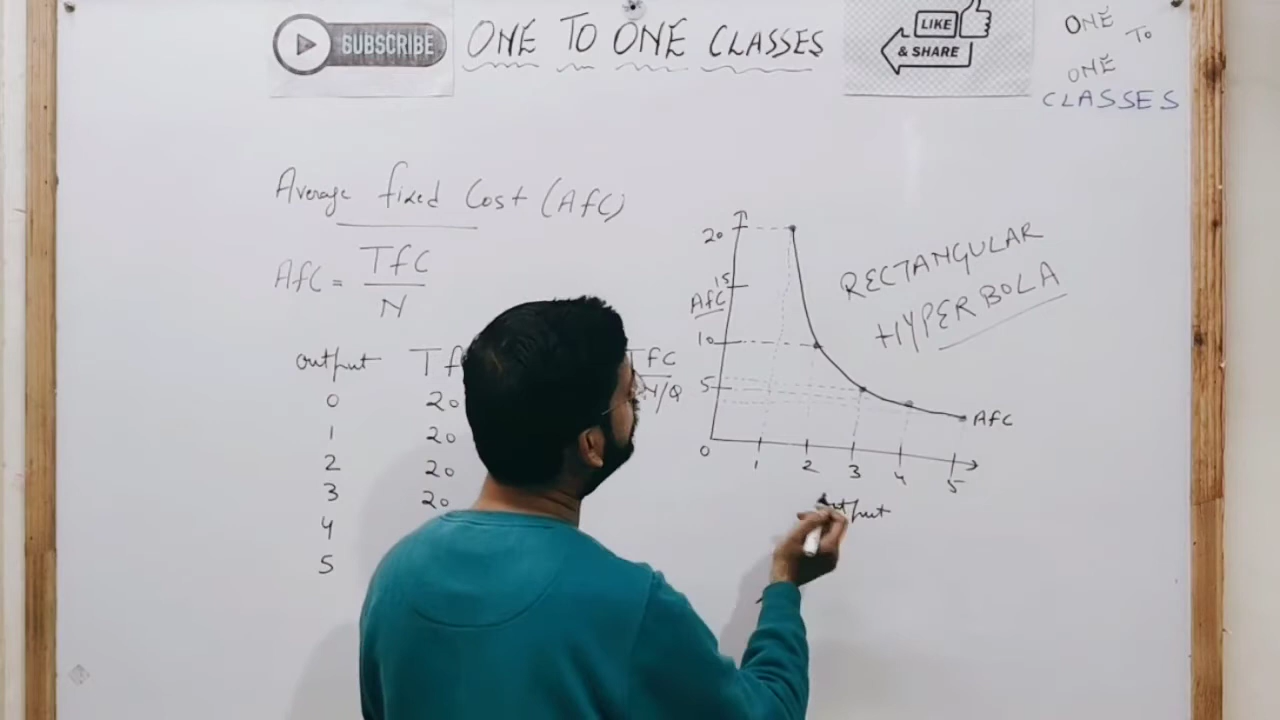 SUBSCRIBE
ONE TO ONE CLASSES
LIKE
& SHARE
ONE
TO
ONE
CLASSES
Average fixed Cost (AfC)
AfC = TfC
N
output Tf TfC
N/Q
0 20
1 20
2 20
3 20
4
5
20
15
AfC
10
5
0
1 2 3 4 5
output
AfC
RECTANGULAR
HYPERBOLA